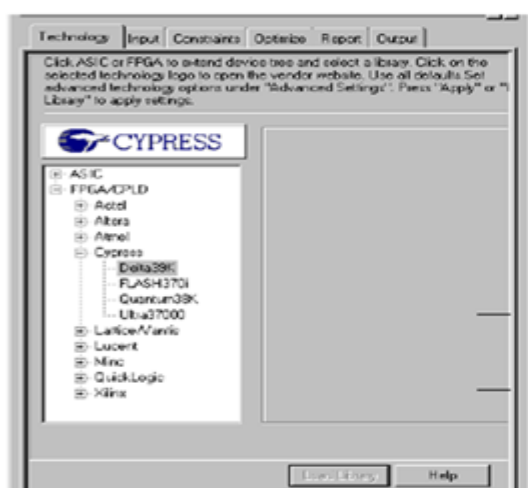 Technology Input Constraints Optimize Report Output
Click ASIC or FPGA to extend device tree and select a library. Click on the
selected technology logo to open the vendor website. Use all defaults. Set
advanced technology options under "Advanced Settings". Press "Apply" or "
Library" to apply settings.
CYPRESS
ASIC
FPGA/CPLD
Actel
Altera
Atmel
Cypress
Delta39K
FLASH370i
Quantum38K
Ultra37000
Lattice/Vantis
Lucent
Minc
QuickLogic
Xilinx
Load Library Help